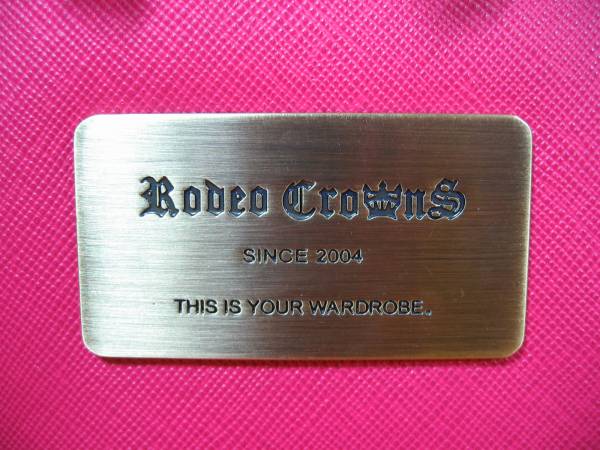 Rodeo CrownS
SINCE 2004
THIS IS YOUR WARDROBE..